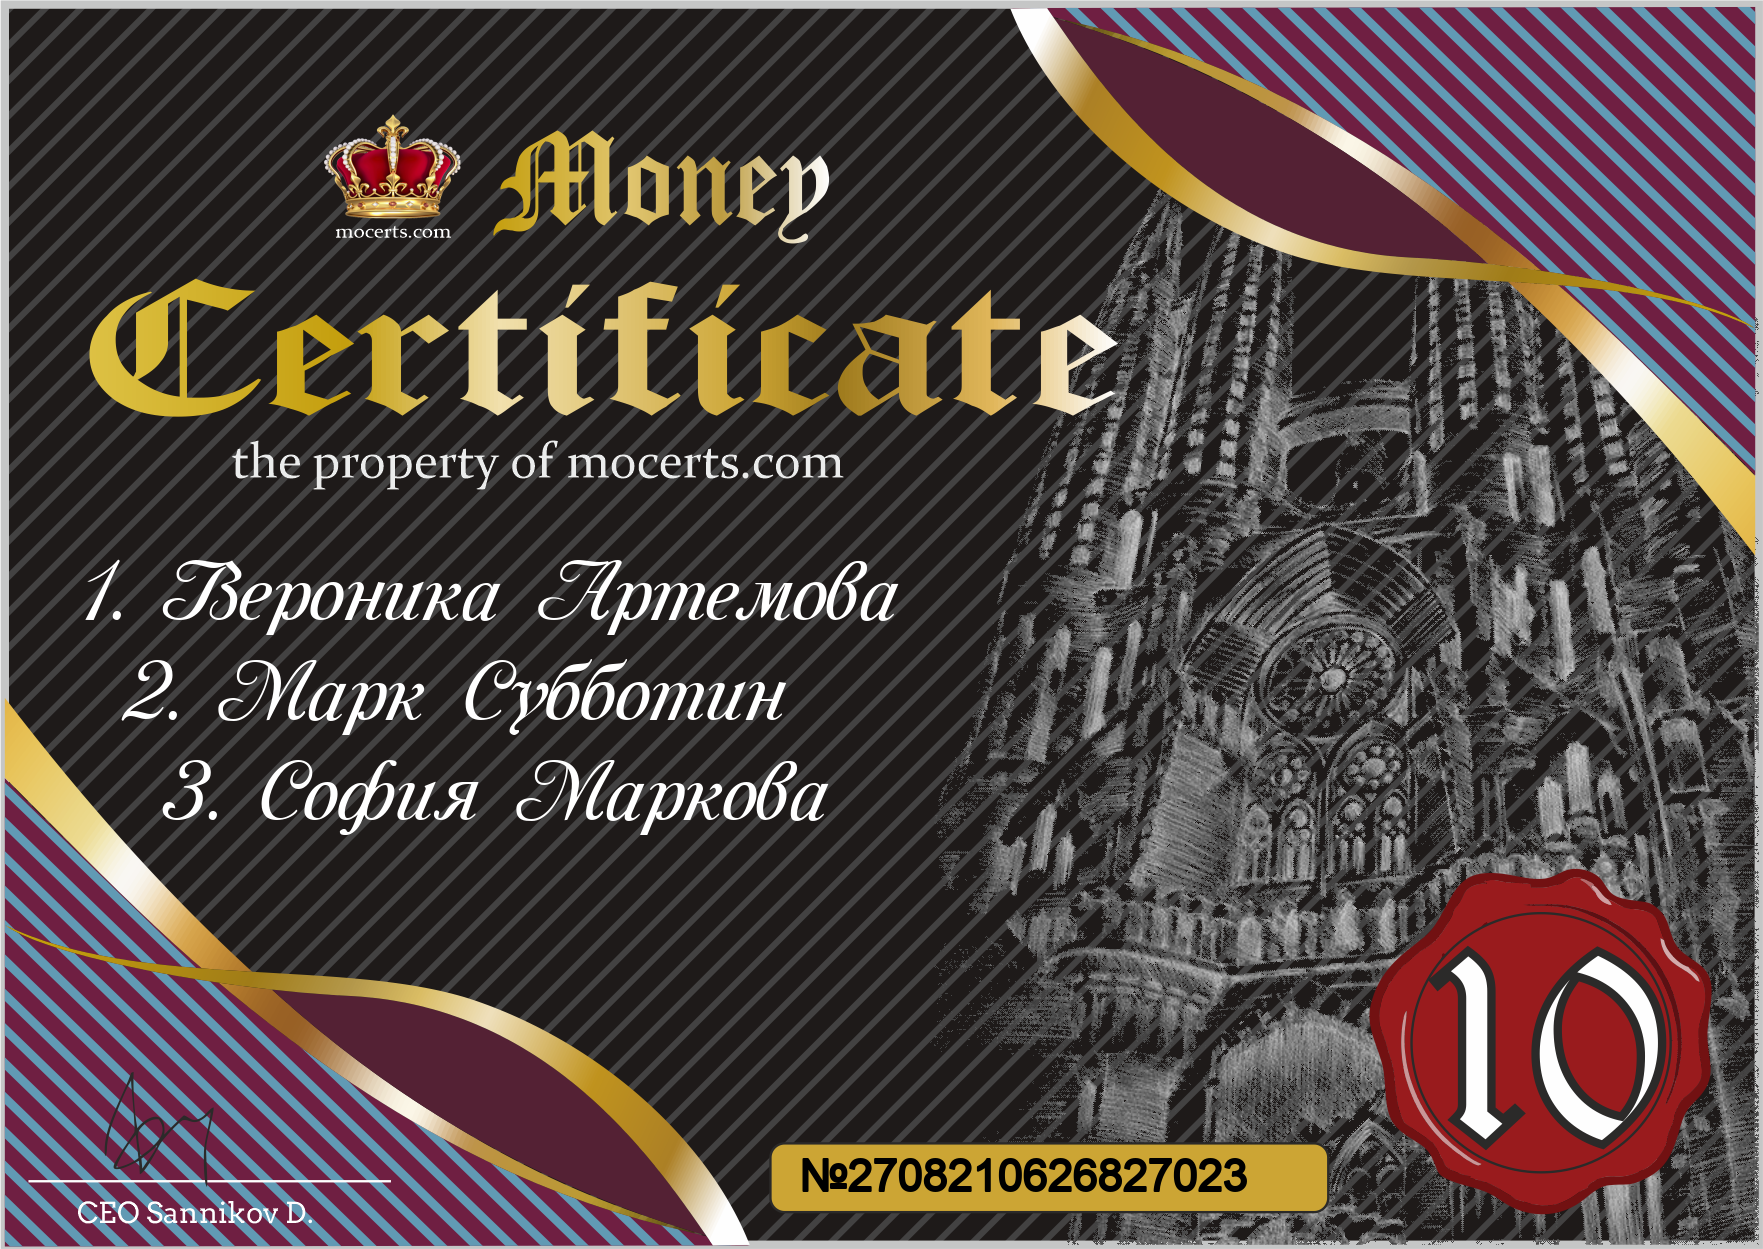 Money
mocerts.com
Certificate
the property of mocerts.com
1. Вероника Артемова
2. Марк Субботин
3. София Маркова
10
№2708210626827023
CEO Sannikov D.